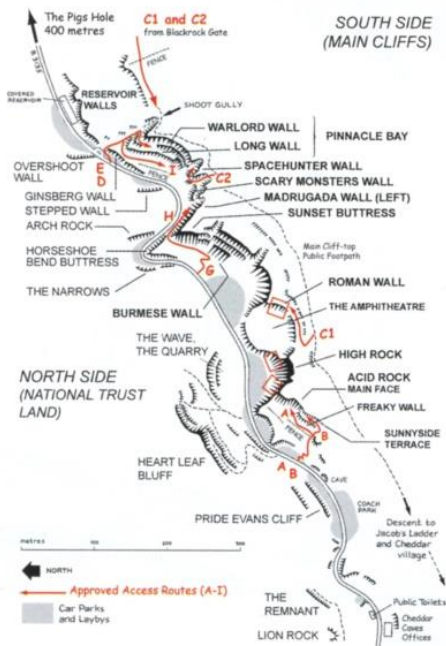 The Pigs Hole
400 metres
C1 and C2
from Blackrock Gate
SOUTH SIDE
(MAIN CLIFFS)
B 3135
FENCE
COVERED RESERVOIR
RESERVOIR
WALLS
SHOOT GULLY
WARLORD WALL
LONG WALL
PINNACLE BAY
OVERSHOOT
WALL
E
D
I
FENCE
SPACEHUNTER WALL
C2
SCARY MONSTERS WALL
GINSBERG WALL
STEPPED WALL
MADRUGADA WALL (LEFT)
SUNSET BUTTRESS
ARCH ROCK
H
HORSESHOE
BEND BUTTRESS
Main Cliff-top
Public Footpath
G
THE NARROWS
ROMAN WALL
BURMESE WALL
THE AMPHITHEATRE
C1
THE WAVE,
THE QUARRY
HIGH ROCK
NORTH SIDE
(NATIONAL TRUST
LAND)
ACID ROCK
MAIN FACE
FREAKY WALL
A
B
FENCE
SUNNYSIDE
TERRACE
HEART LEAF
BLUFF
A
B
CAVE
COACH
PARK
PRIDE EVANS CLIFF
Descent to
Jacob's Ladder
and Cheddar
village
metres
100
200
300
NORTH
Approved Access Routes (A-I)
Car Parks
and Laybys
THE
REMNANT
Public Toilets
LION ROCK
Cheddar
Caves
Offices